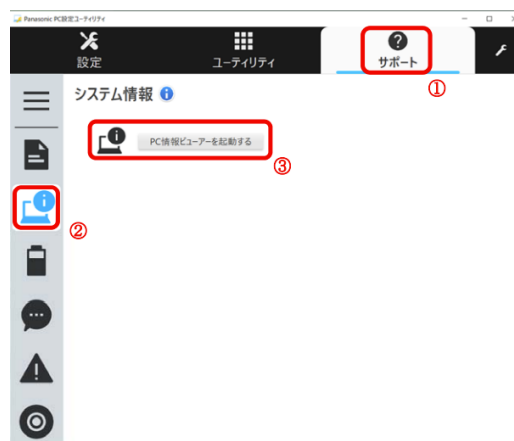 Panasonic PC設定ユーティリティ
設定
ユーティリティ
サポート
①
システム情報
PC情報ビューアーを起動する
③
②